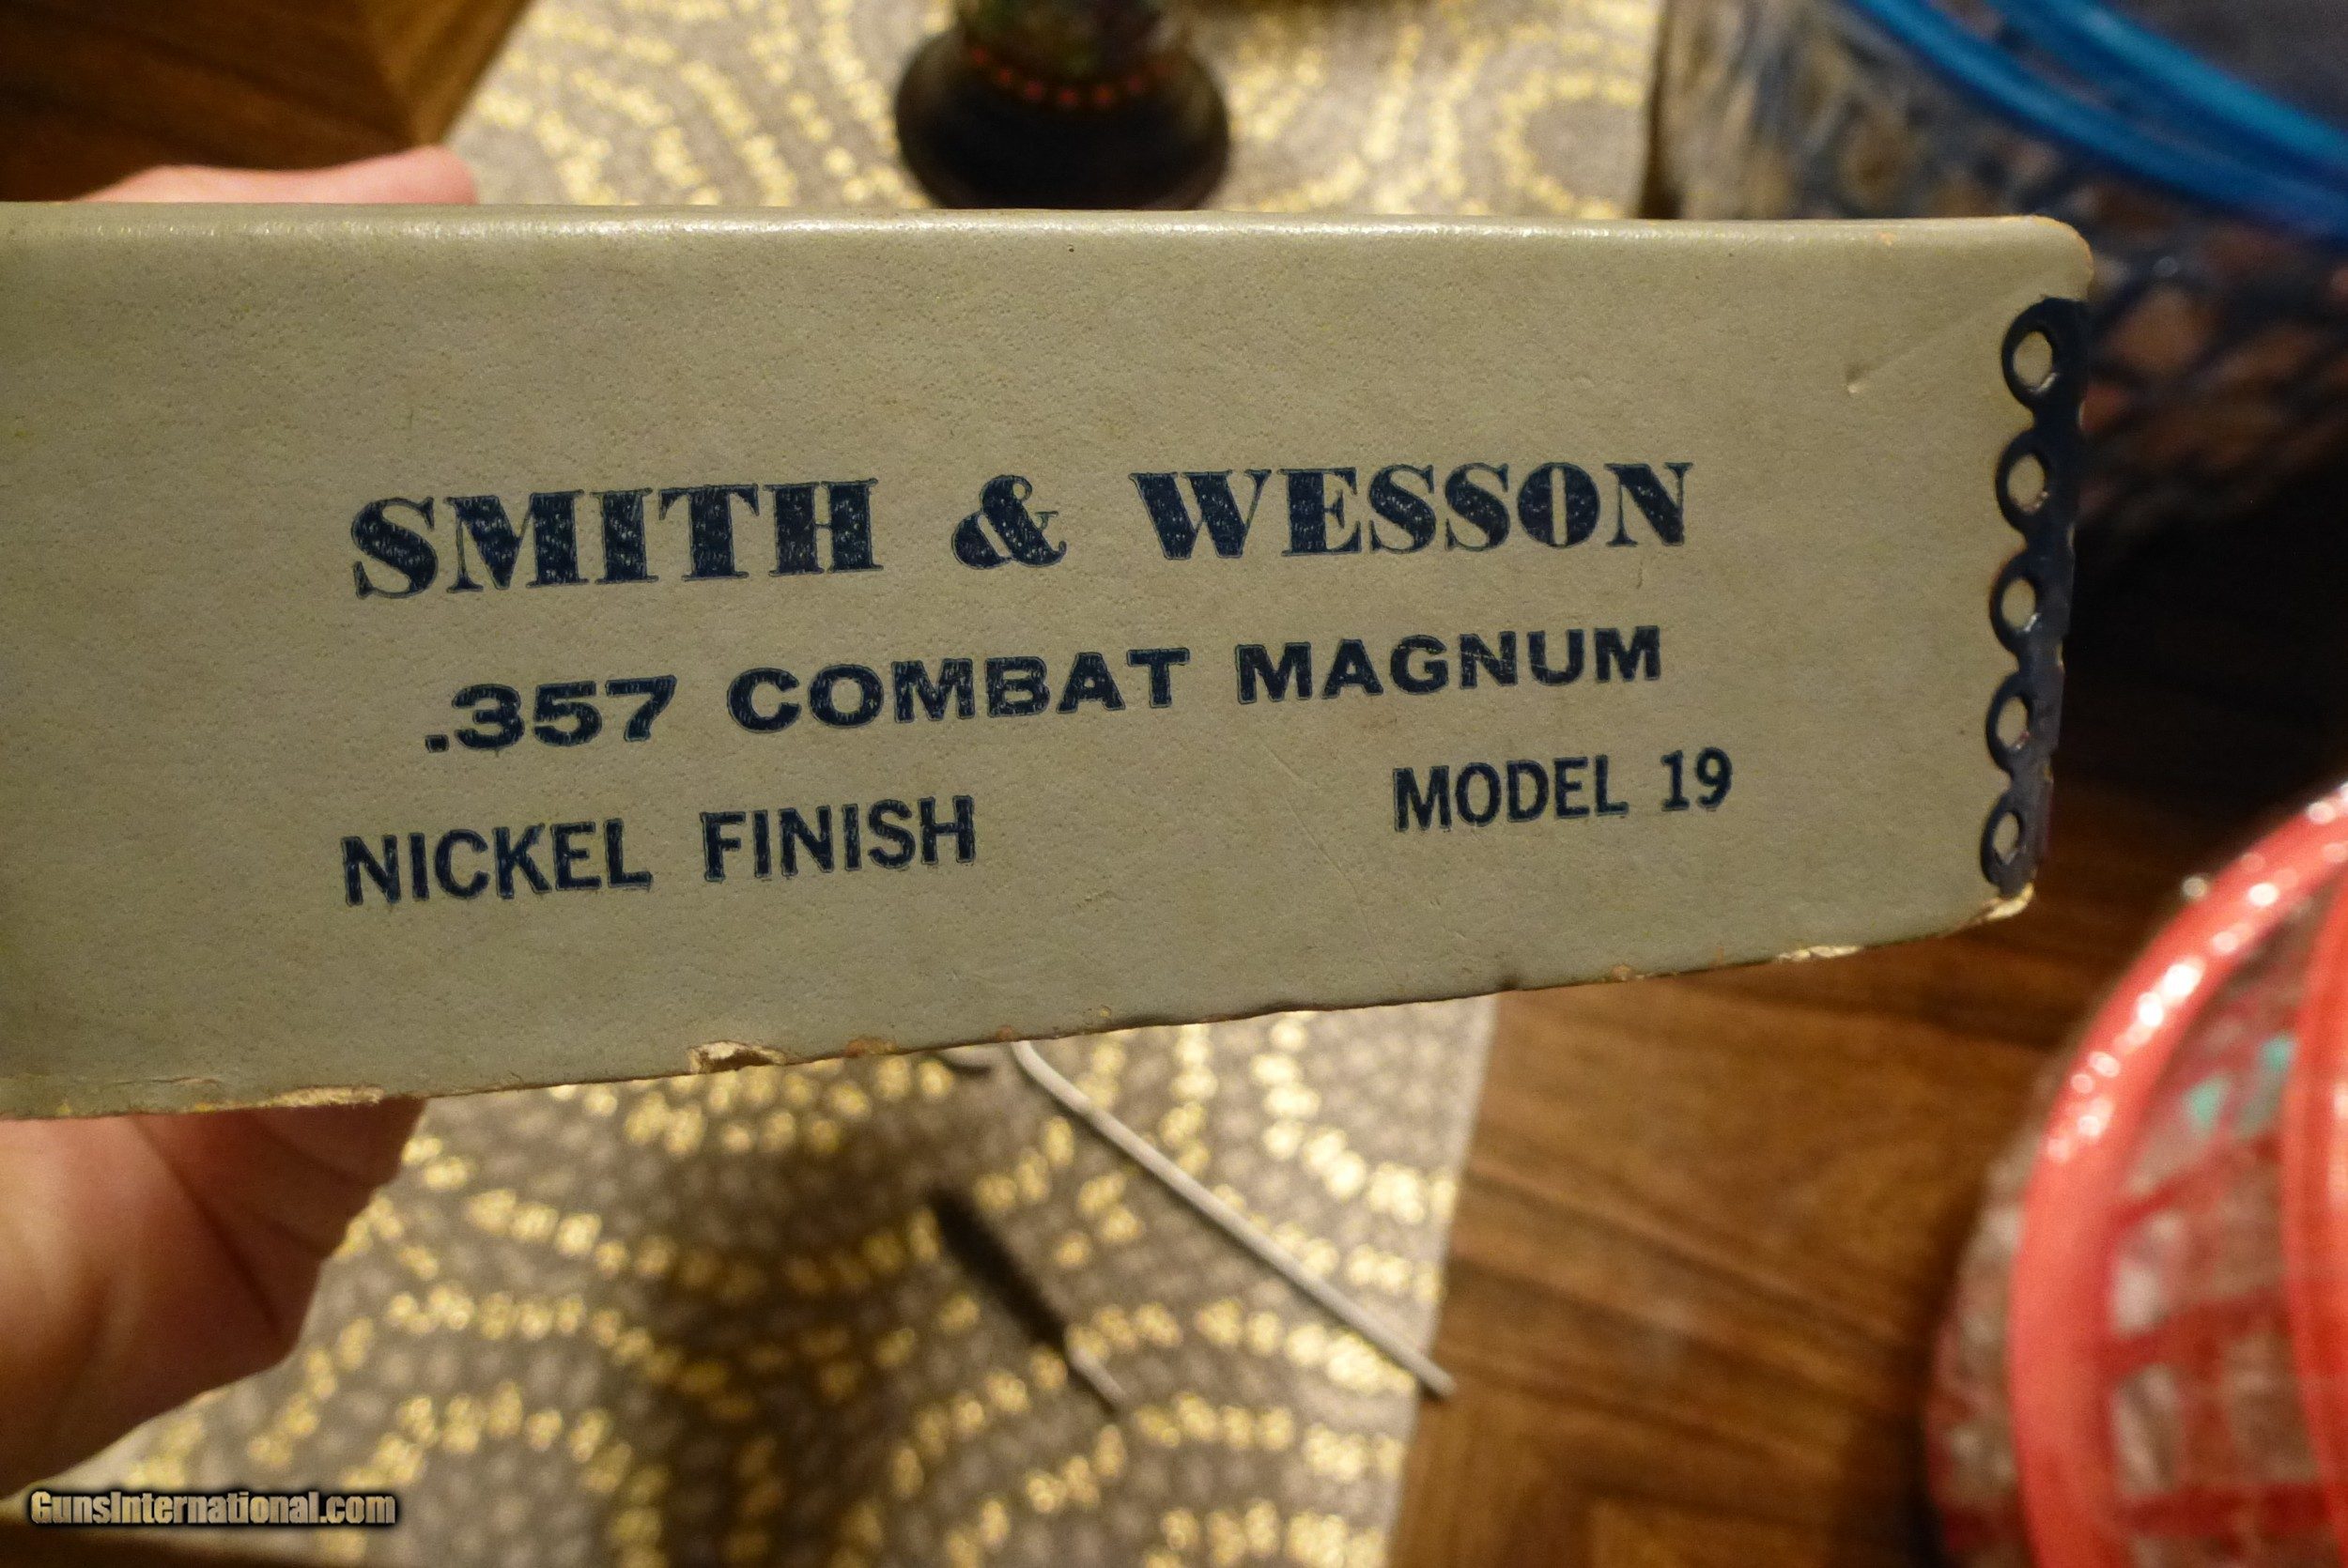 SMITH & WESSON
.357 COMBAT MAGNUM
NICKEL FINISH MODEL 19
GunsInternational.com